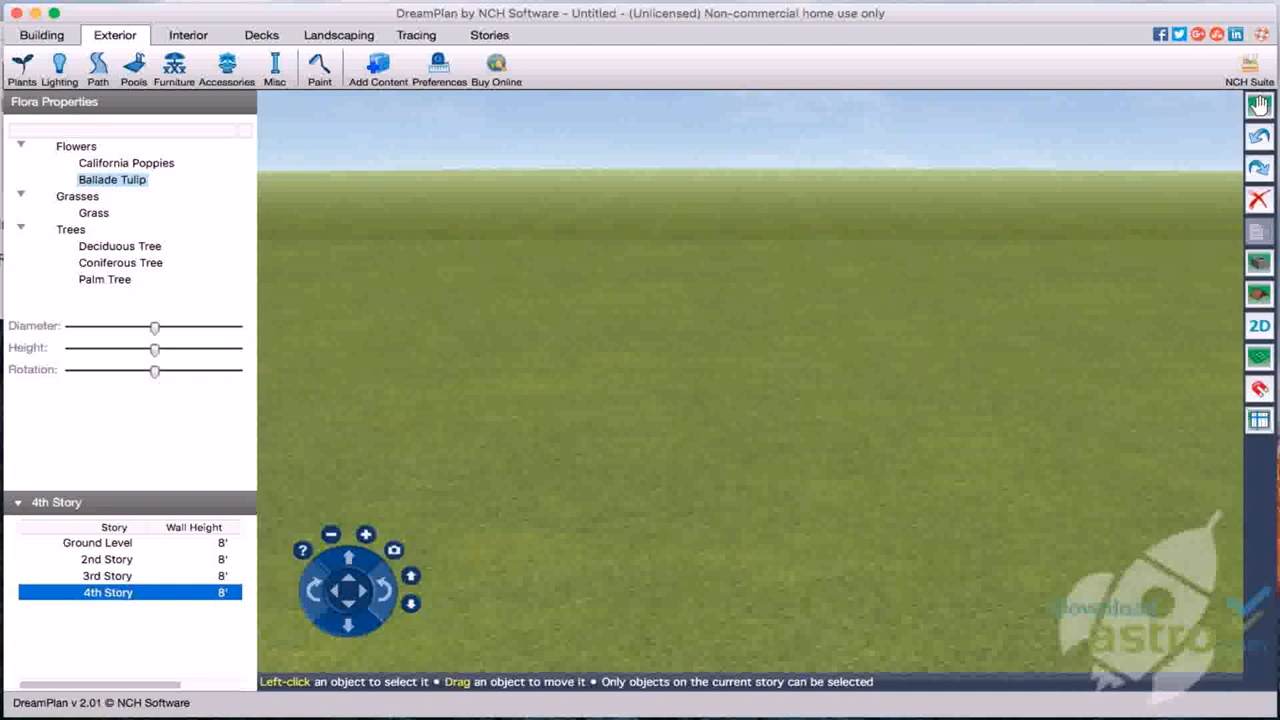 DreamPlan by NCH Software - Untitled - (Unlicensed) Non-commercial home use only
Building Exterior Interior Decks Landscaping Tracing Stories
Plants Lighting Path Pools Furniture Accessories Misc Paint Add Content Preferences Buy Online NCH Suite
Flora Properties
Flowers
California Poppies
Ballade Tulip
Grasses
Grass
Trees
Deciduous Tree
Coniferous Tree
Palm Tree
Diameter:
Height:
Rotation:
2D
4th Story
Story Wall Height
Ground Level 8'
2nd Story 8'
3rd Story 8'
4th Story 8'
Download
astro
Left-click an object to select it • Drag an object to move it • Only objects on the current story can be selected
DreamPlan v 2.01 © NCH Software